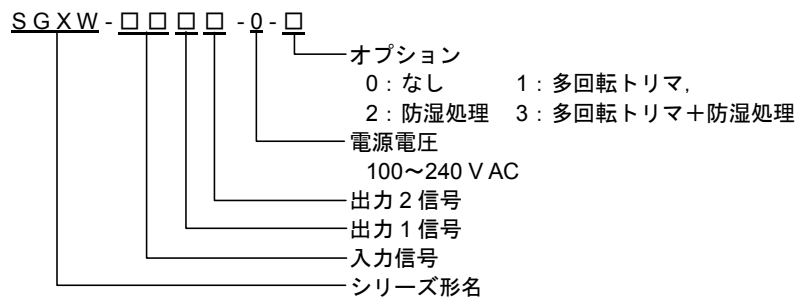 SGXW-□□□□-0-□
オプション
0：なし 1：多回転トリマ,
2：防湿処理 3：多回転トリマ＋防湿処理
電源電圧
100～240 V AC
出力2信号
出力1信号
入力信号
シリーズ形名